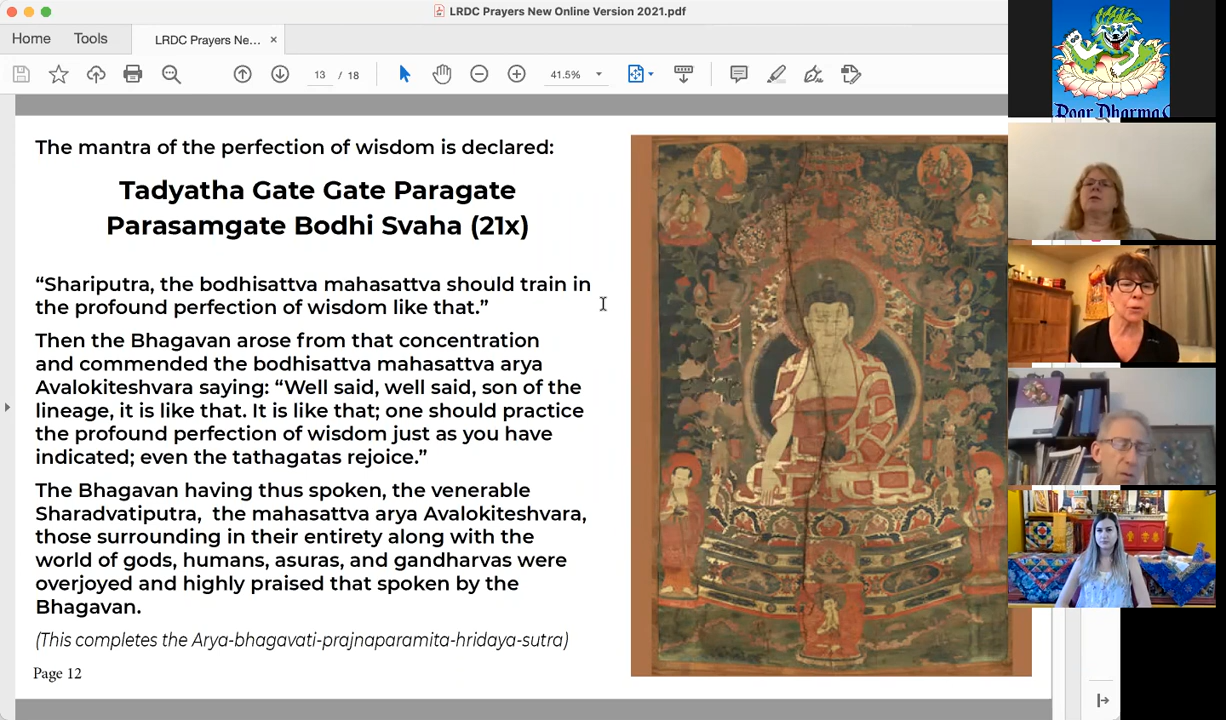 LRDC Prayers New Online Version 2021.pdf
Home
Tools
LRDC Prayers Ne... ×
13 / 18
41.5%
The mantra of the perfection of wisdom is declared:
Tadyatha Gate Gate Paragate
Parasamgate Bodhi Svaha (21x)
“Shariputra, the bodhisattva mahasattva should train in
the profound perfection of wisdom like that.”
Then the Bhagavan arose from that concentration
and commended the bodhisattva mahasattva arya
Avalokiteshvara saying: “Well said, well said, son of the
lineage, it is like that. It is like that; one should practice
the profound perfection of wisdom just as you have
indicated; even the tathagatas rejoice.”
The Bhagavan having thus spoken, the venerable
Sharadvatiputra, the mahasattva arya Avalokiteshvara,
those surrounding in their entirety along with the
world of gods, humans, asuras, and gandharvas were
overjoyed and highly praised that spoken by the
Bhagavan.
(This completes the Arya-bhagavati-prajnaparamita-hridaya-sutra)
Page 12
Roar Dharma